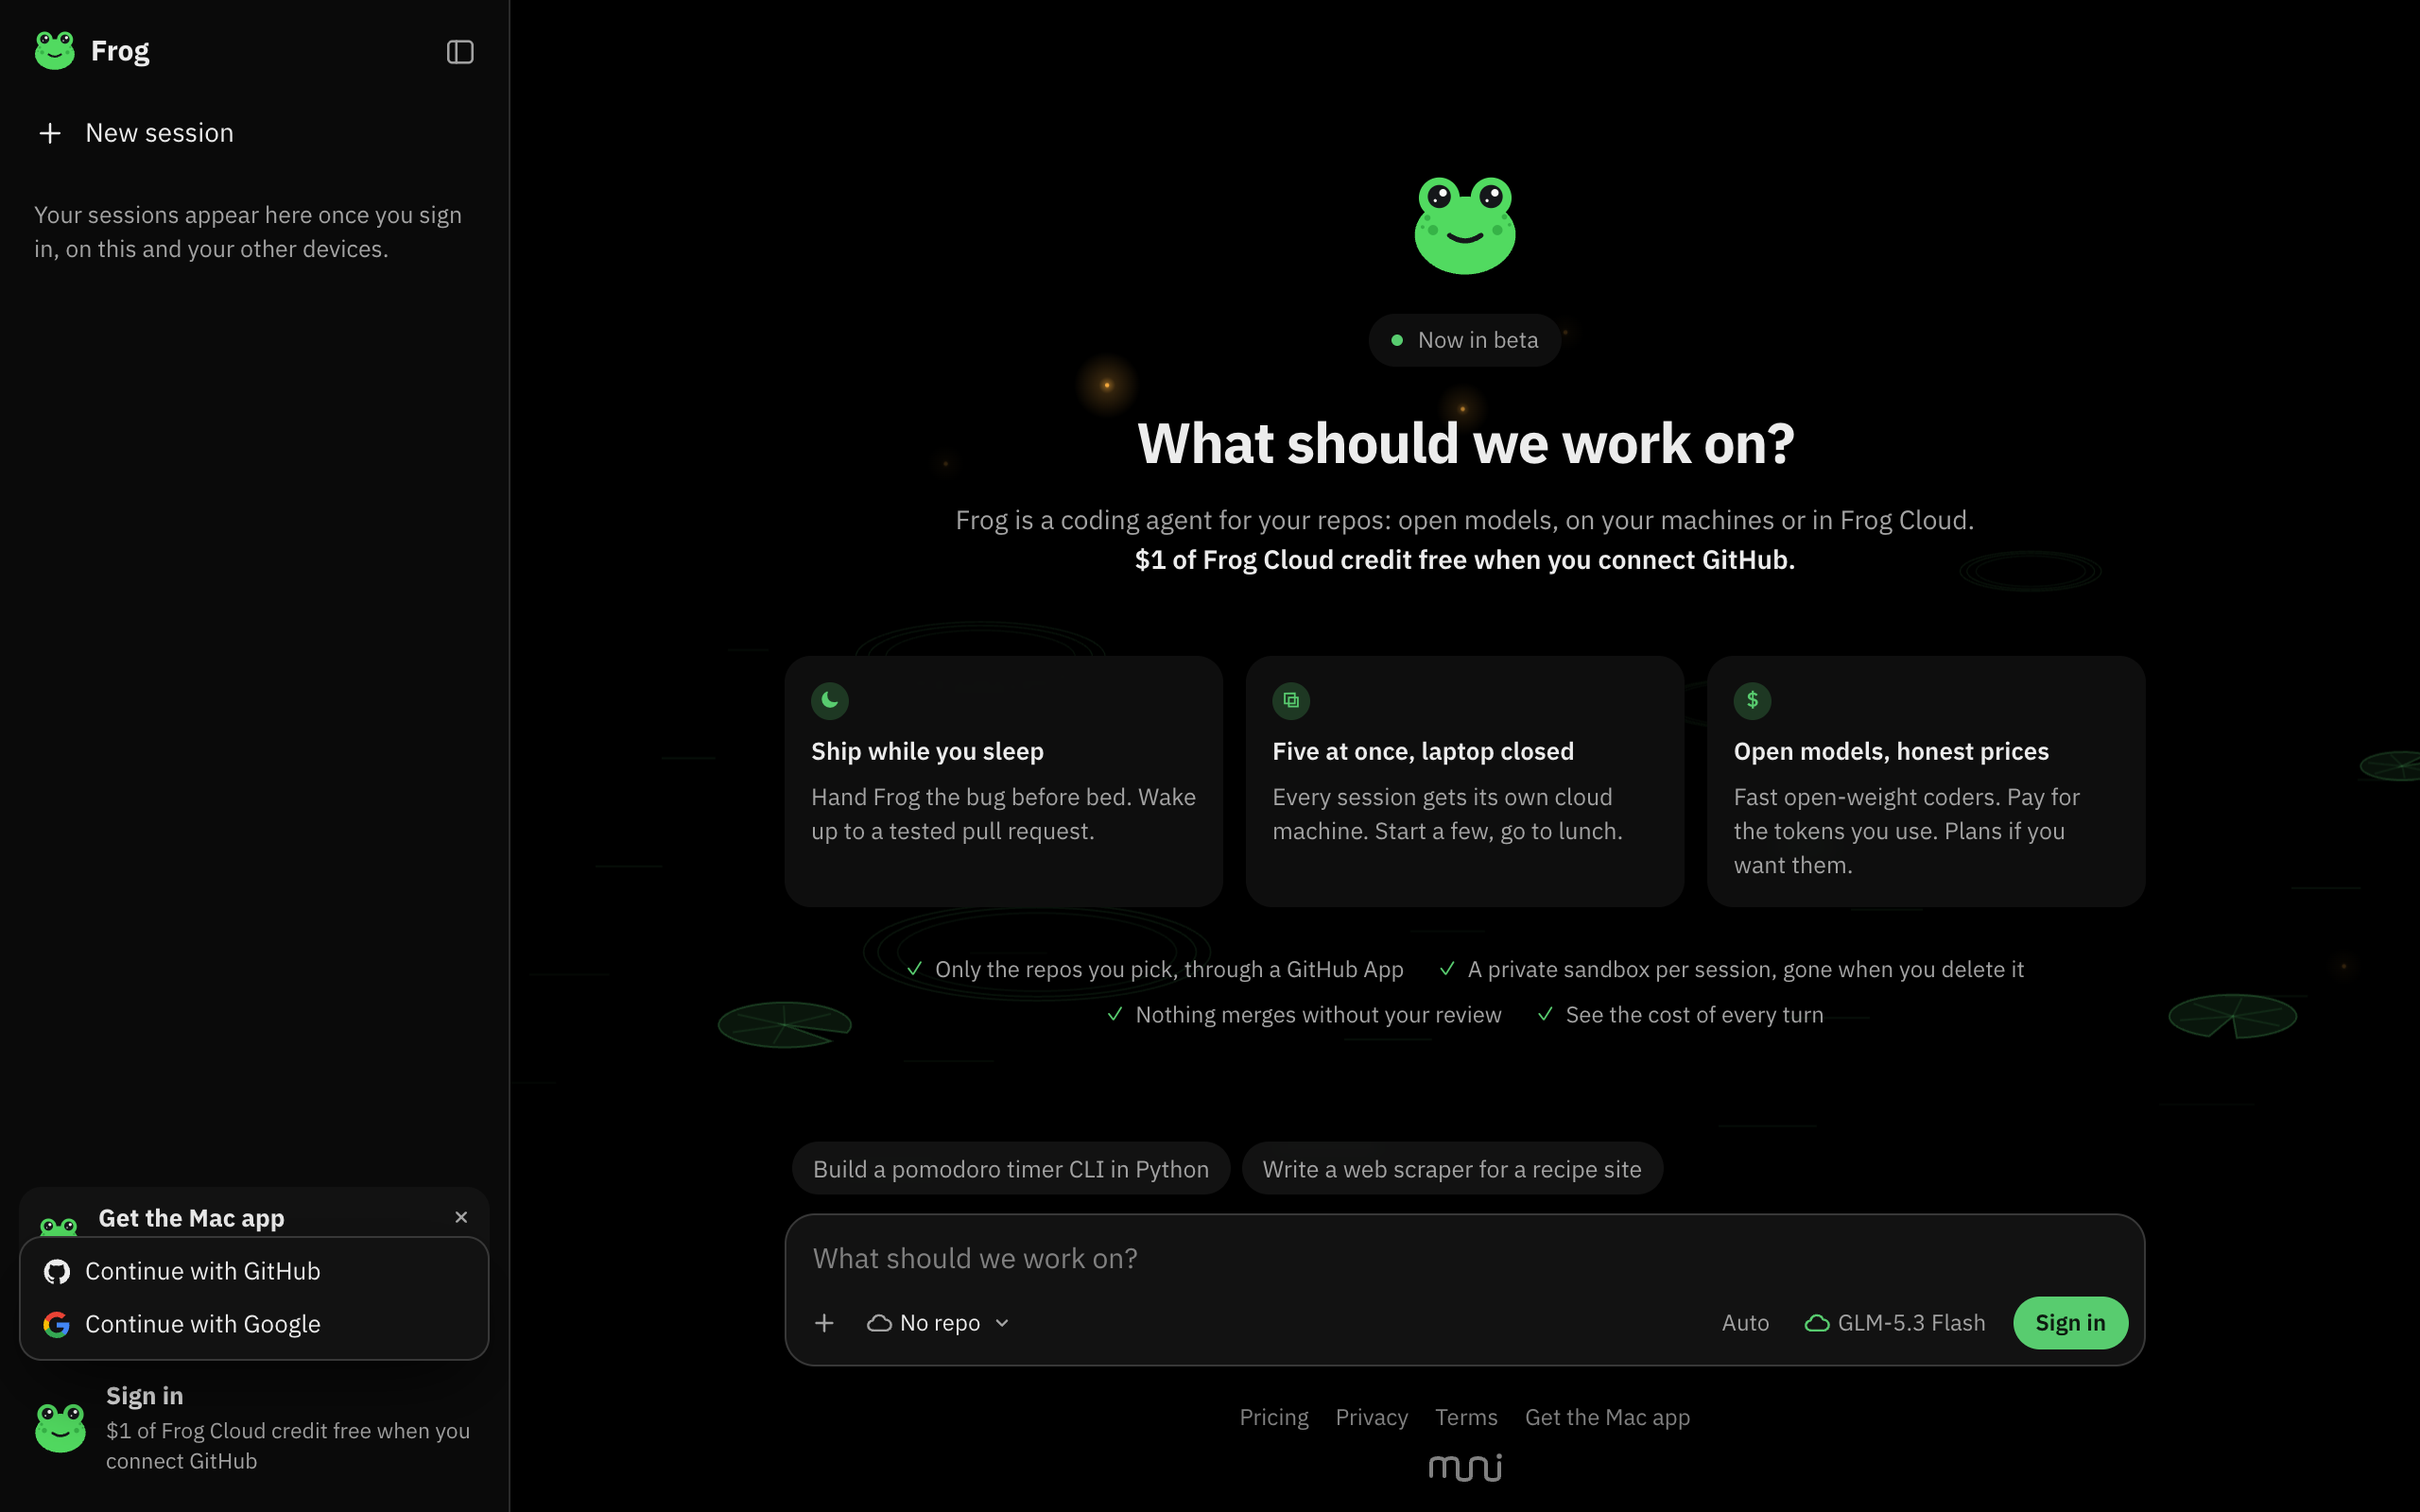 Frog
New session
Your sessions appear here once you sign
in, on this and your other devices.
Get the Mac app
Continue with GitHub
Continue with Google
Sign in
$1 of Frog Cloud credit free when you
connect GitHub
Now in beta
What should we work on?
Frog is a coding agent for your repos: open models, on your machines or in Frog Cloud.
$1 of Frog Cloud credit free when you connect GitHub.
Ship while you sleep
Hand Frog the bug before bed. Wake
up to a tested pull request.
Five at once, laptop closed
Every session gets its own cloud
machine. Start a few, go to lunch.
$
Open models, honest prices
Fast open-weight coders. Pay for
the tokens you use. Plans if you
want them.
Only the repos you pick, through a GitHub App
A private sandbox per session, gone when you delete it
Nothing merges without your review
See the cost of every turn
Build a pomodoro timer CLI in Python
Write a web scraper for a recipe site
What should we work on?
No repo
Auto
GLM-5.3 Flash
Sign in
Pricing
Privacy
Terms
Get the Mac app
muni